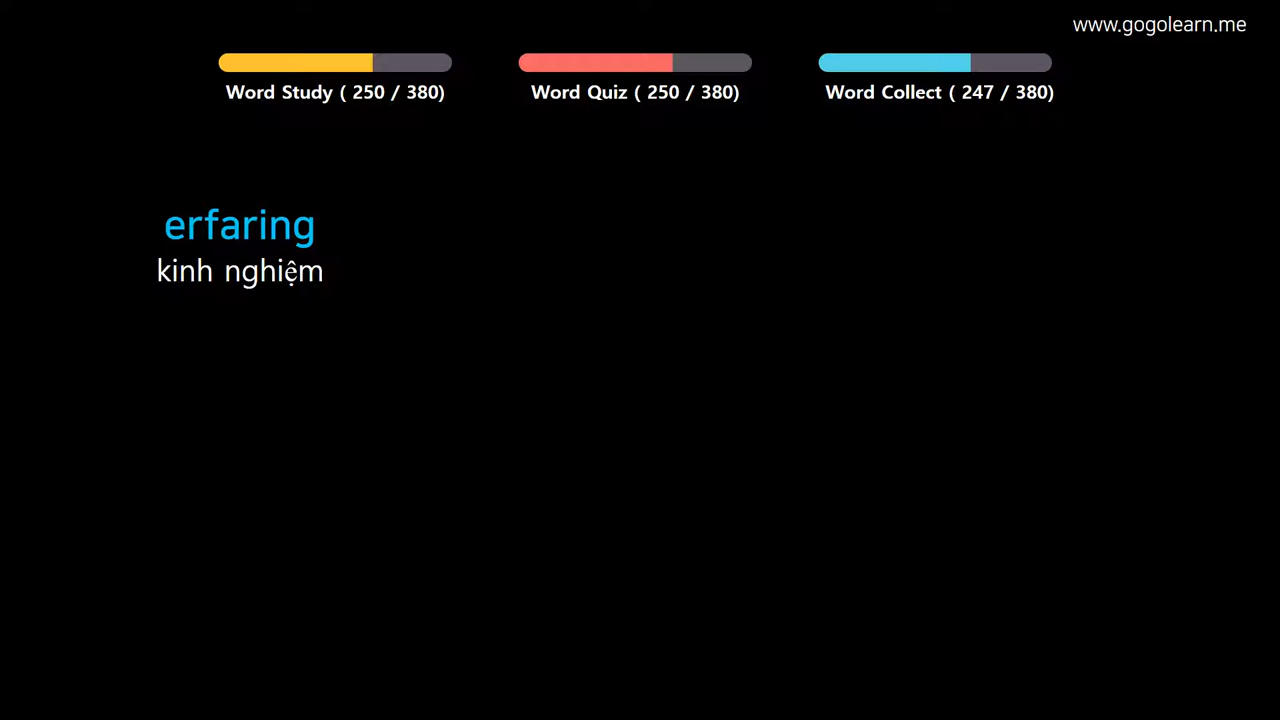 www.gogolearn.me
Word Study ( 250 / 380)
Word Quiz ( 250 / 380)
Word Collect ( 247 / 380)
erfaring
kinh nghiệm